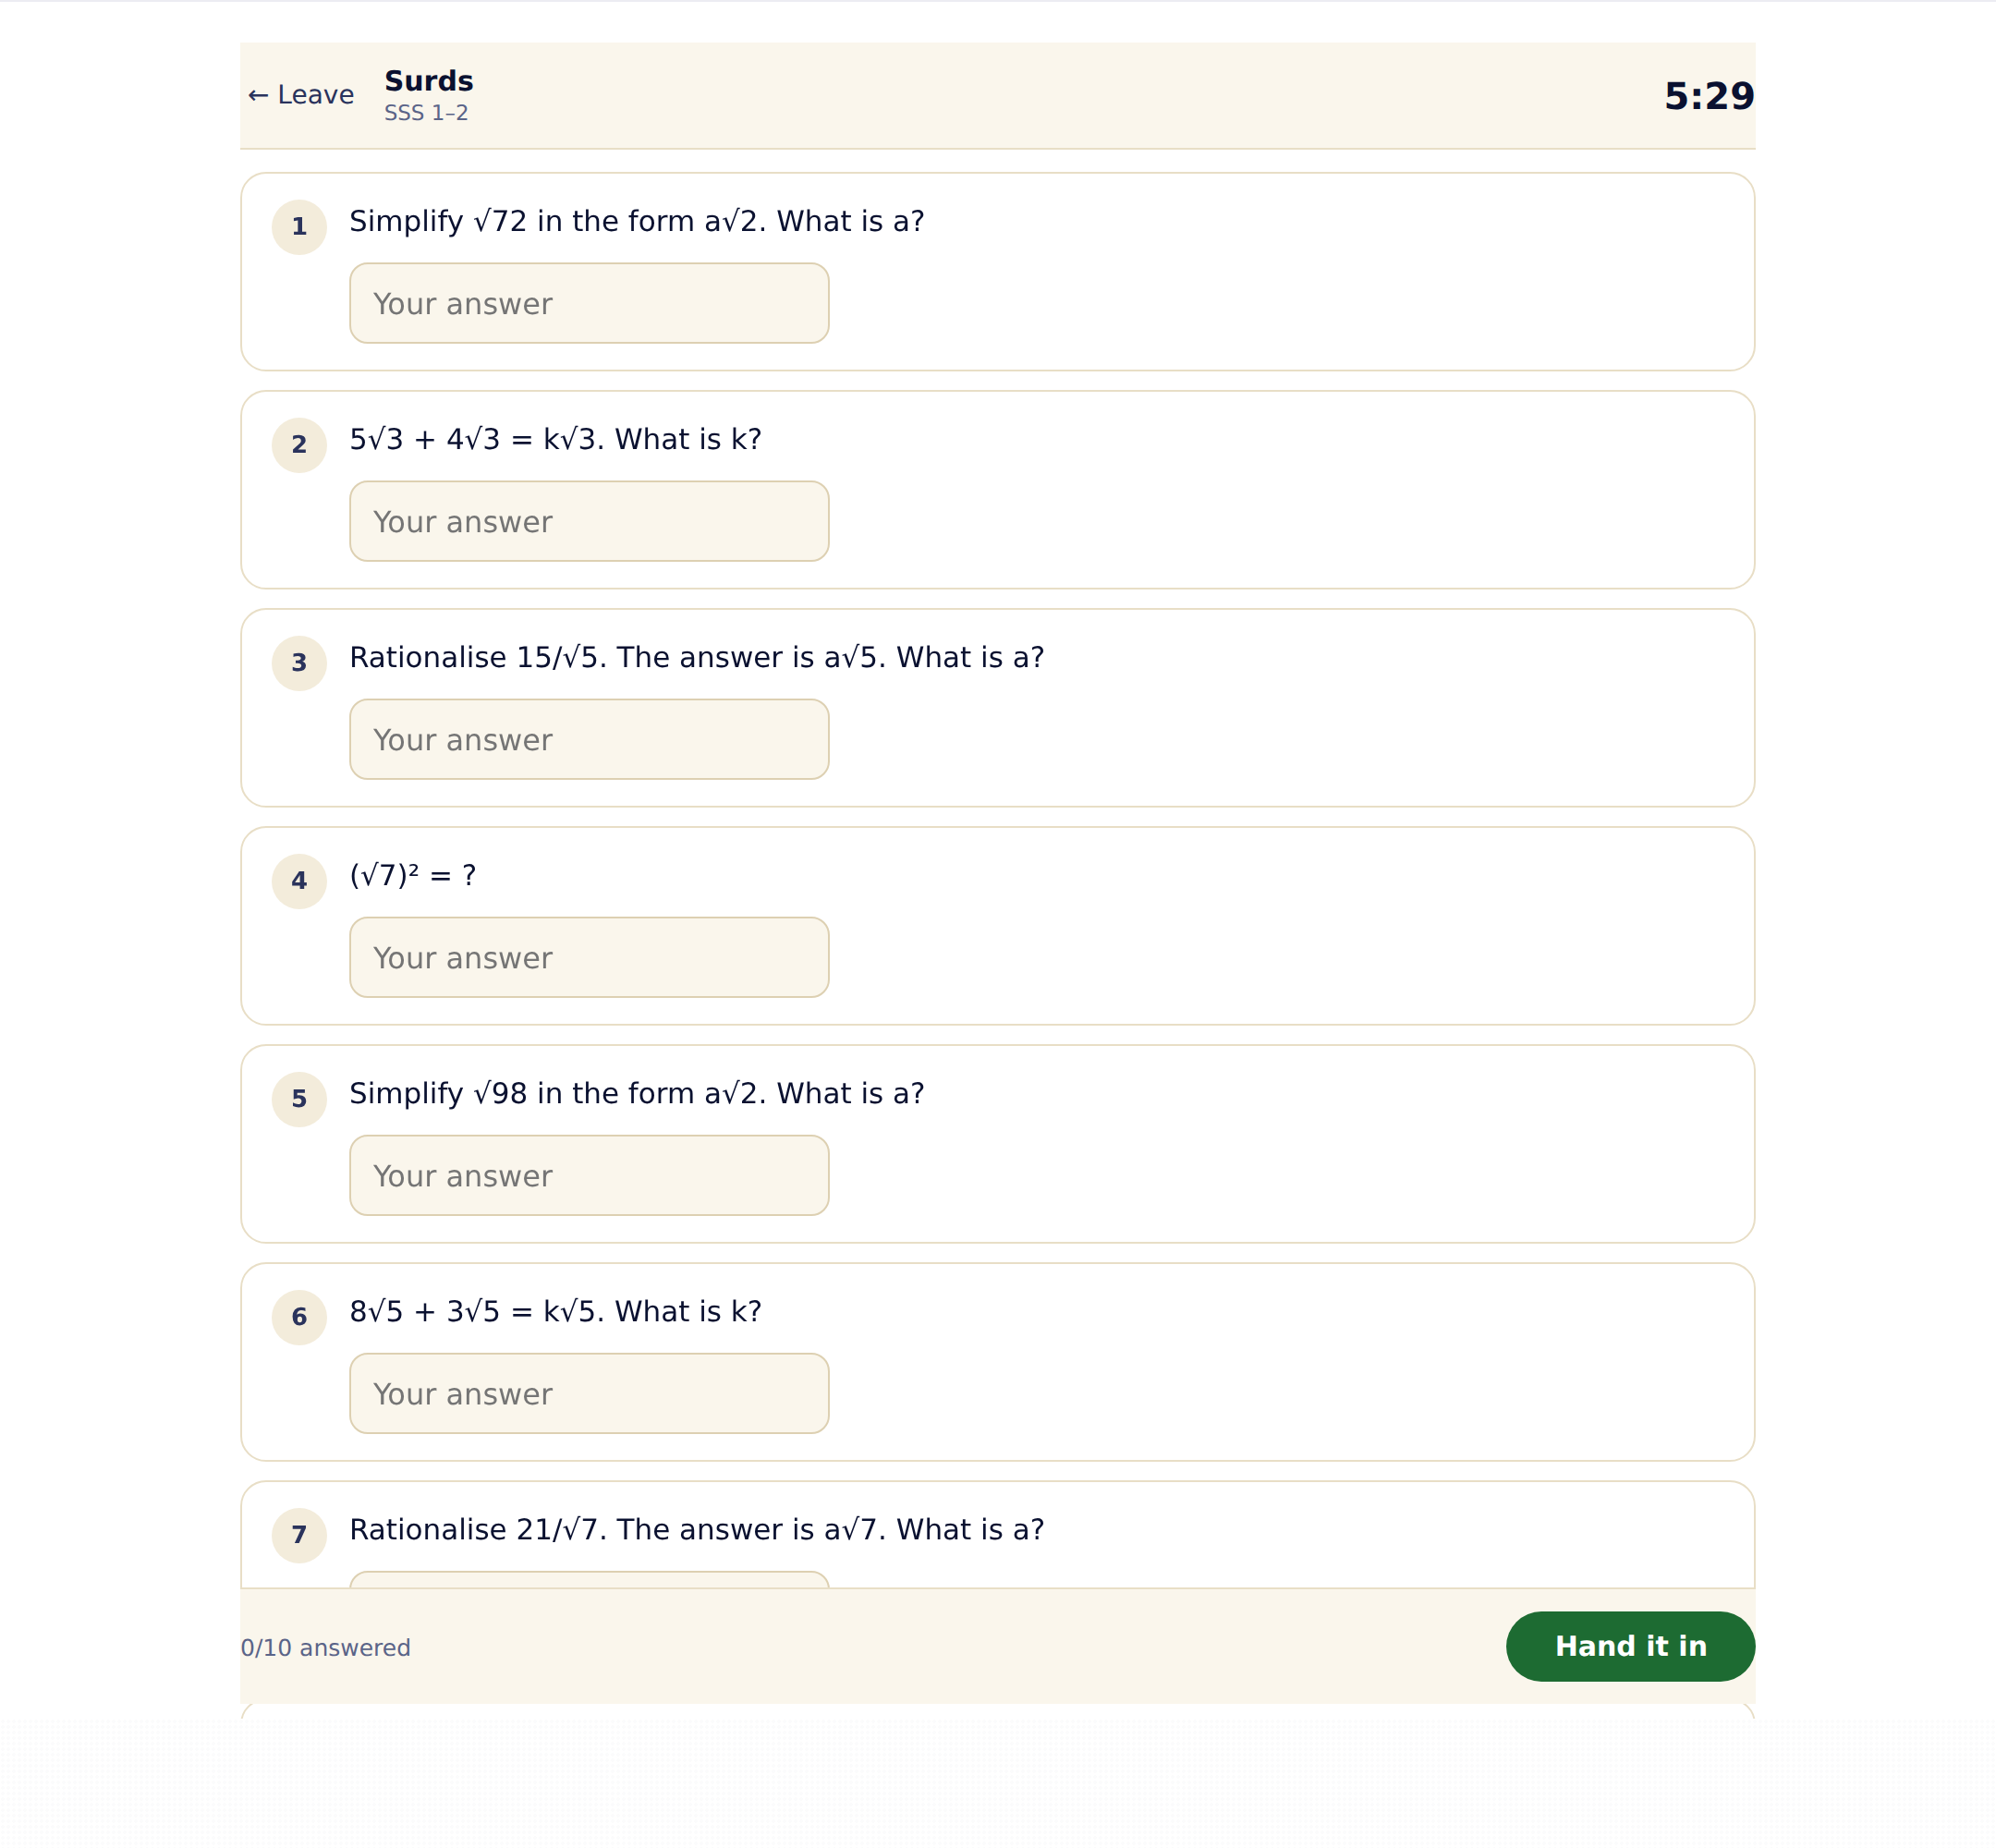 ← Leave
Surds
SSS 1–2
5:29
1
Simplify √72 in the form a√2. What is a?
Your answer
2
5√3 + 4√3 = k√3. What is k?
Your answer
3
Rationalise 15/√5. The answer is a√5. What is a?
Your answer
4
(√7)² = ?
Your answer
5
Simplify √98 in the form a√2. What is a?
Your answer
6
8√5 + 3√5 = k√5. What is k?
Your answer
7
Rationalise 21/√7. The answer is a√7. What is a?
0/10 answered
Hand it in